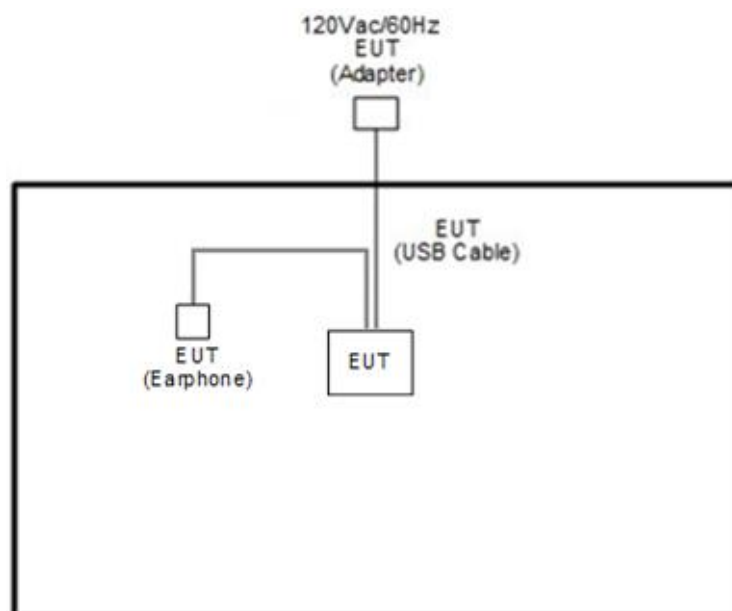 120Vac/60Hz
EUT
(Adapter)
EUT
(USB Cable)
EUT
(Earphone)
EUT